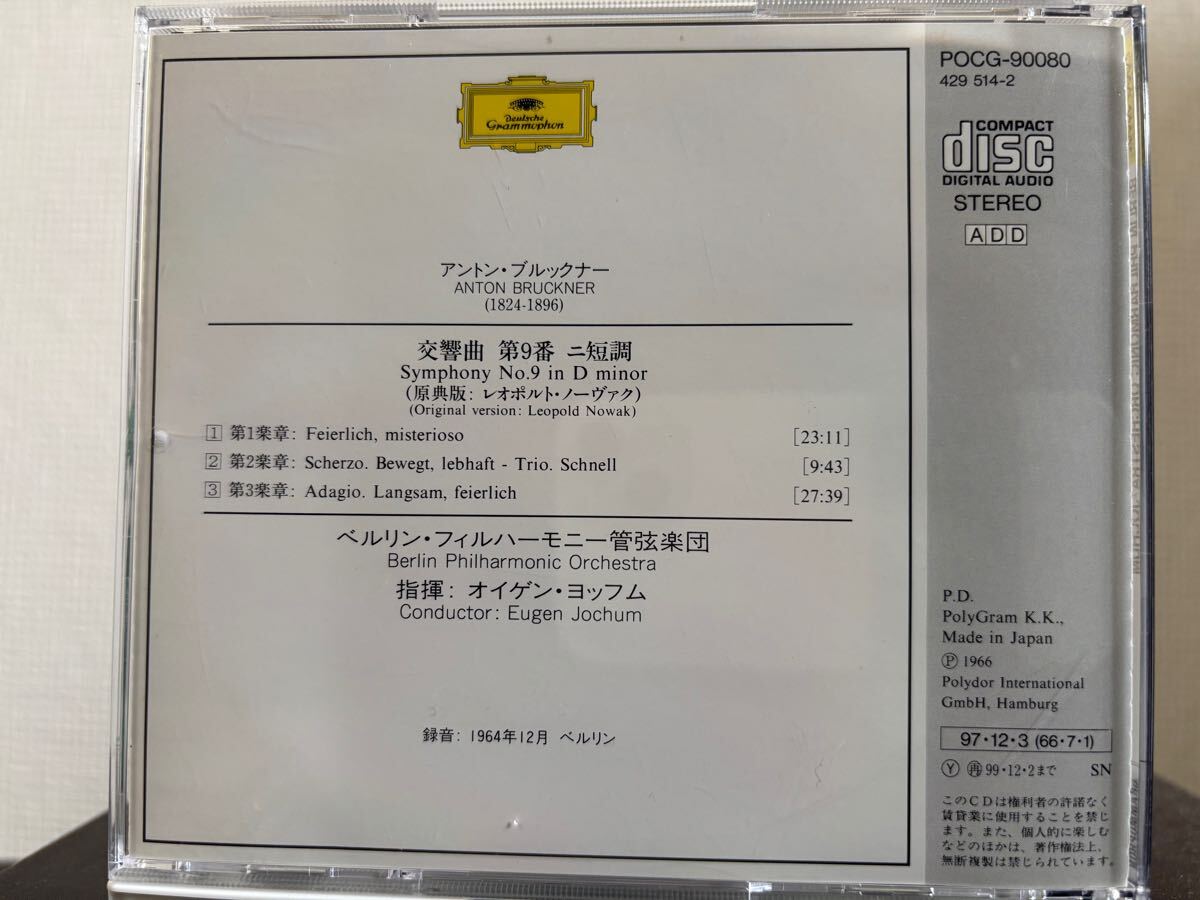 Deutsche
Grammophon
アントン・ブルックナー
ANTON BRUCKNER
(1824-1896)
交響曲 第9番 ニ短調
Symphony No.9 in D minor
(原典版: レオポルト・ノーヴァク)
(Original version: Leopold Nowak)
1 第1楽章: Feierlich, misterioso [23:11]
2 第2楽章: Scherzo. Bewegt, lebhaft - Trio. Schnell [9:43]
3 第3楽章: Adagio. Langsam, feierlich [27:39]
ベルリン・フィルハーモニー管弦楽団
Berlin Philharmonic Orchestra
指揮: オイゲン・ヨッフム
Conductor: Eugen Jochum
録音: 1964年12月 ベルリン
POCG-90080
429 514-2
COMPACT
disc
DIGITAL AUDIO
STEREO
ADD
P.D.
PolyGram K.K.,
Made in Japan
Ⓟ 1966
Polydor International
GmbH, Hamburg
97・12・3 (66・7・1)
Ⓨ 再 99・12・2まで SN
このCDは権利者の許諾なく
賃貸業に使用することを禁じ
ます。また、個人的に楽しむ
などのほかは、著作権法上、
無断複製は禁じられています。